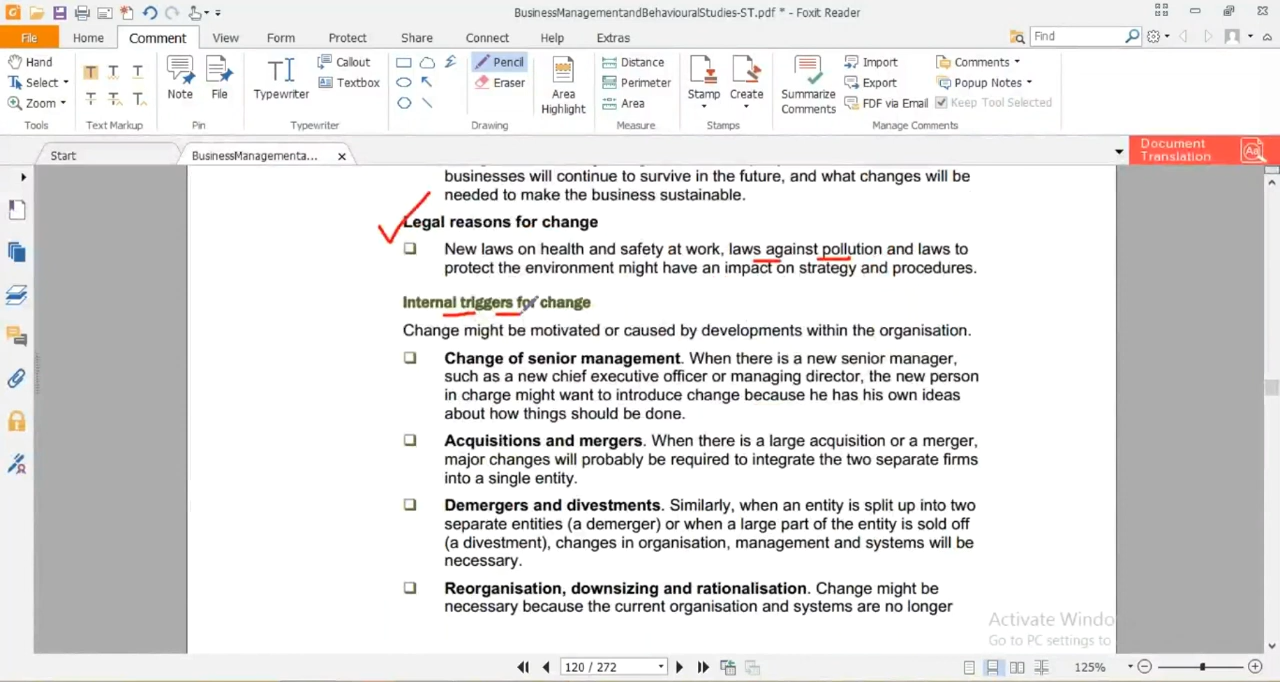 BusinessManagementandBehaviouralStudies-ST.pdf * - Foxit Reader
File Home Comment View Form Protect Share Connect Help Extras Find
Hand
Select
Zoom
Tools
T T T
T T T
Text Markup
Note File
Pin
Typewriter
Callout
Textbox
Typewriter
Pencil
Eraser
Area Highlight
Drawing
Distance
Perimeter
Area
Measure
Stamp Create
Stamps
Summarize Comments
Import
Export
FDF via Email
Comments
Popup Notes
Keep Tool Selected
Manage Comments
Start BusinessManagementa...
Document Translation
businesses will continue to survive in the future, and what changes will be
needed to make the business sustainable.
Legal reasons for change
New laws on health and safety at work, laws against pollution and laws to
protect the environment might have an impact on strategy and procedures.
Internal triggers for change
Change might be motivated or caused by developments within the organisation.
Change of senior management. When there is a new senior manager,
such as a new chief executive officer or managing director, the new person
in charge might want to introduce change because he has his own ideas
about how things should be done.
Acquisitions and mergers. When there is a large acquisition or a merger,
major changes will probably be required to integrate the two separate firms
into a single entity.
Demergers and divestments. Similarly, when an entity is split up into two
separate entities (a demerger) or when a large part of the entity is sold off
(a divestment), changes in organisation, management and systems will be
necessary.
Reorganisation, downsizing and rationalisation. Change might be
necessary because the current organisation and systems are no longer
Activate Windo
Go to PC settings to
120 / 272
125%